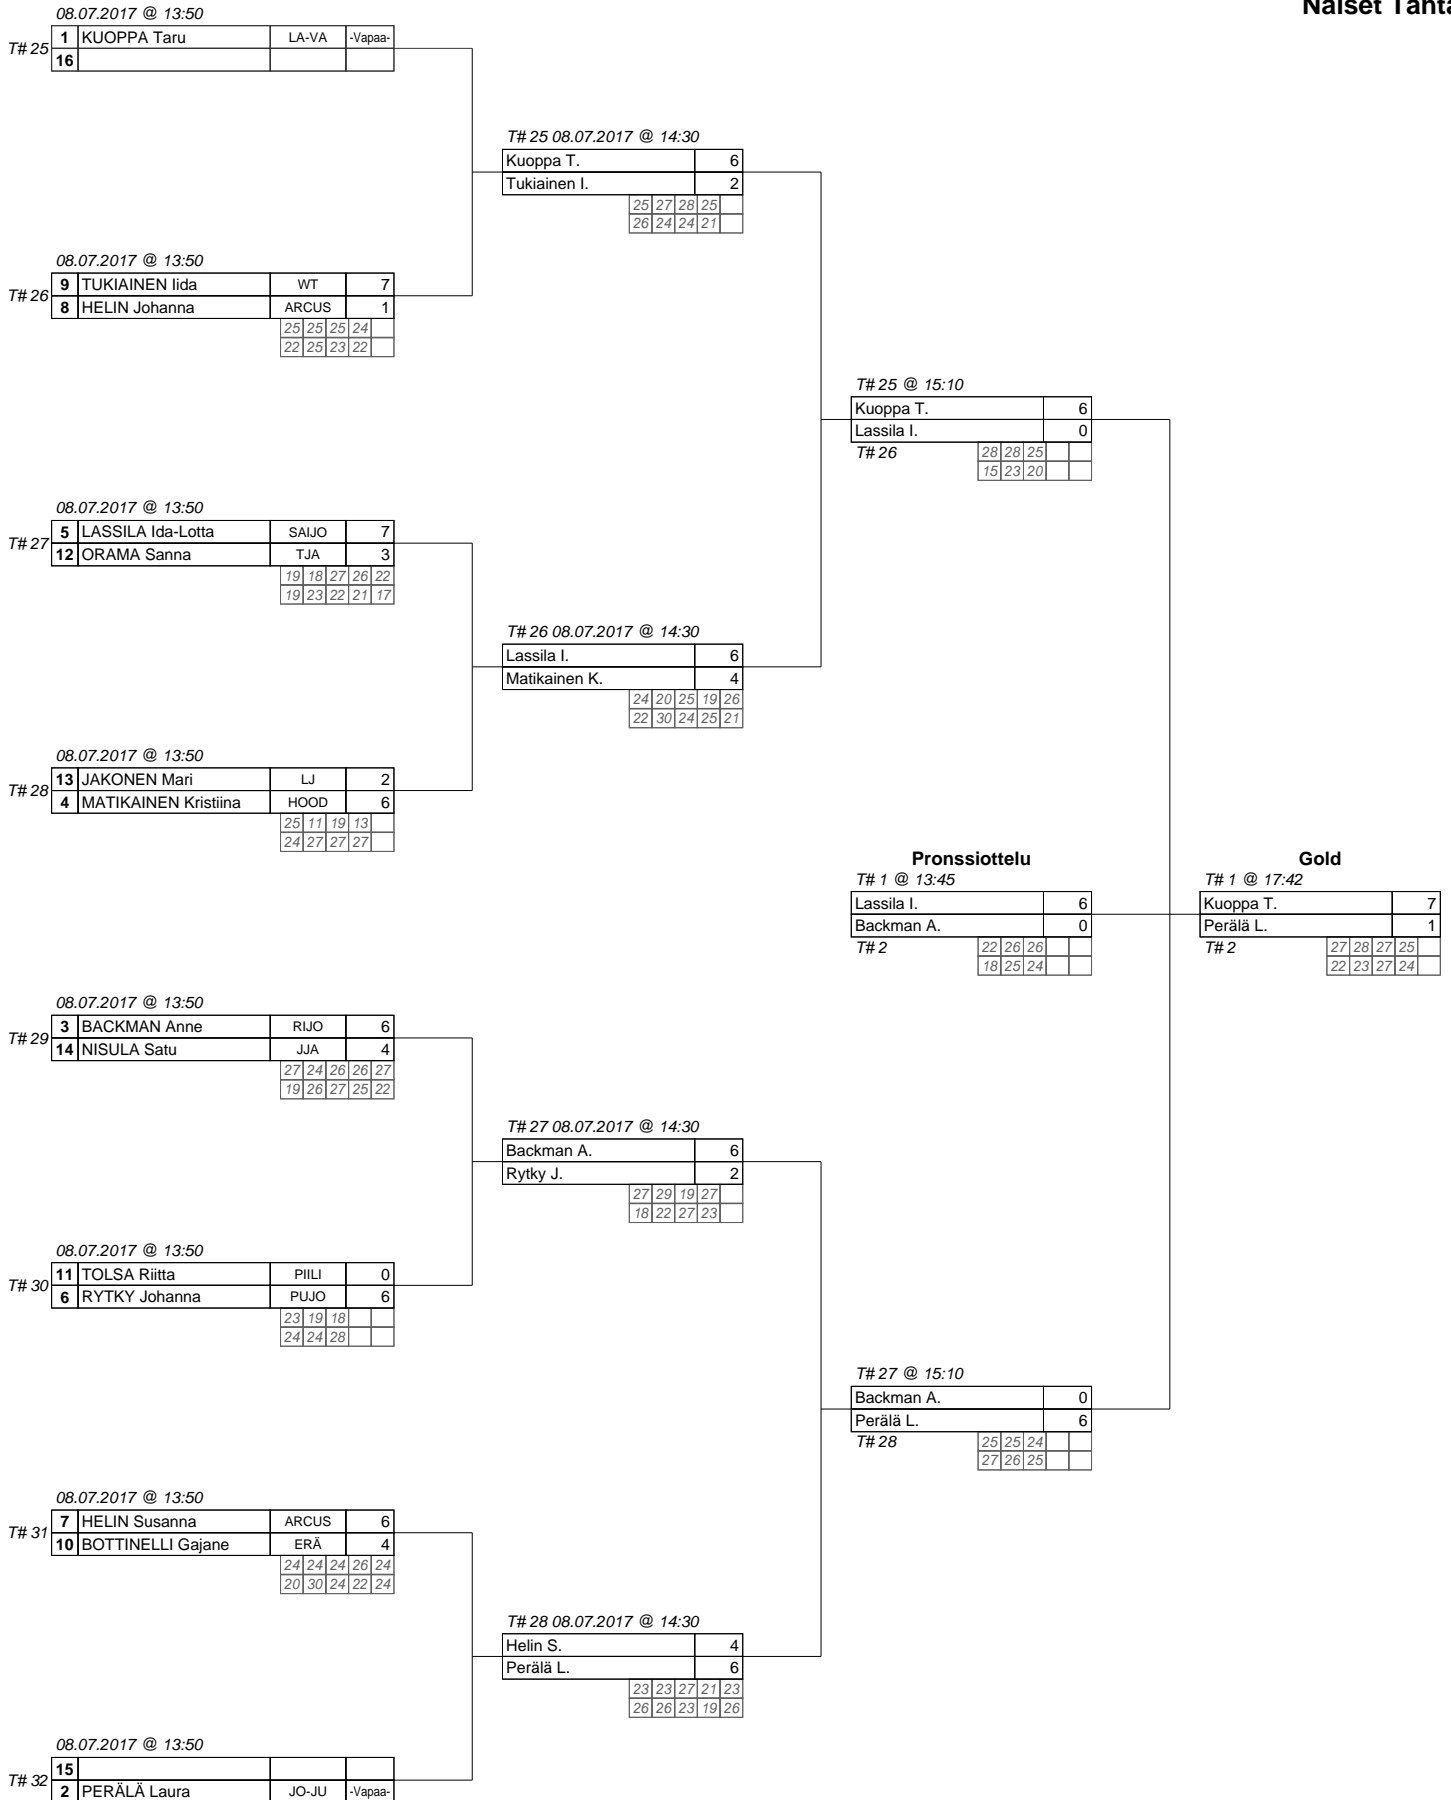 Naiset Tähtä
08.07.2017 @ 13:50
T# 25
1 KUOPPA Taru LA-VA -Vapaa-
16
T# 25 08.07.2017 @ 14:30
Kuoppa T. 6
Tukiainen I. 2
25 27 28 25
26 24 24 21
08.07.2017 @ 13:50
T# 26
9 TUKIAINEN Iida WT 7
8 HELIN Johanna ARCUS 1
25 25 25 24
22 25 23 22
T# 25 @ 15:10
Kuoppa T. 6
Lassila I. 0
T# 26 28 28 25
15 23 20
08.07.2017 @ 13:50
T# 27
5 LASSILA Ida-Lotta SAIJO 7
12 ORAMA Sanna TJA 3
19 18 27 26 22
19 23 22 21 17
T# 26 08.07.2017 @ 14:30
Lassila I. 6
Matikainen K. 4
24 20 25 19 26
22 30 24 25 21
08.07.2017 @ 13:50
T# 28
13 JAKONEN Mari LJ 2
4 MATIKAINEN Kristiina HOOD 6
25 11 19 13
24 27 27 27
Pronssiottelu
T# 1 @ 13:45
Lassila I. 6
Backman A. 0
T# 2 22 26 26
18 25 24
Gold
T# 1 @ 17:42
Kuoppa T. 7
Perälä L. 1
T# 2 27 28 27 25
22 23 27 24
08.07.2017 @ 13:50
T# 29
3 BACKMAN Anne RIJO 6
14 NISULA Satu JJA 4
27 24 26 26 27
19 26 27 25 22
T# 27 08.07.2017 @ 14:30
Backman A. 6
Rytky J. 2
27 29 19 27
18 22 27 23
08.07.2017 @ 13:50
T# 30
11 TOLSA Riitta PIILI 0
6 RYTKY Johanna PUJO 6
23 19 18
24 24 28
T# 27 @ 15:10
Backman A. 0
Perälä L. 6
T# 28 25 25 24
27 26 25
08.07.2017 @ 13:50
T# 31
7 HELIN Susanna ARCUS 6
10 BOTTINELLI Gajane ERÄ 4
24 24 24 26 24
20 30 24 22 24
T# 28 08.07.2017 @ 14:30
Helin S. 4
Perälä L. 6
23 23 27 21 23
26 26 23 19 26
08.07.2017 @ 13:50
T# 32
15
2 PERÄLÄ Laura JO-JU -Vapaa-